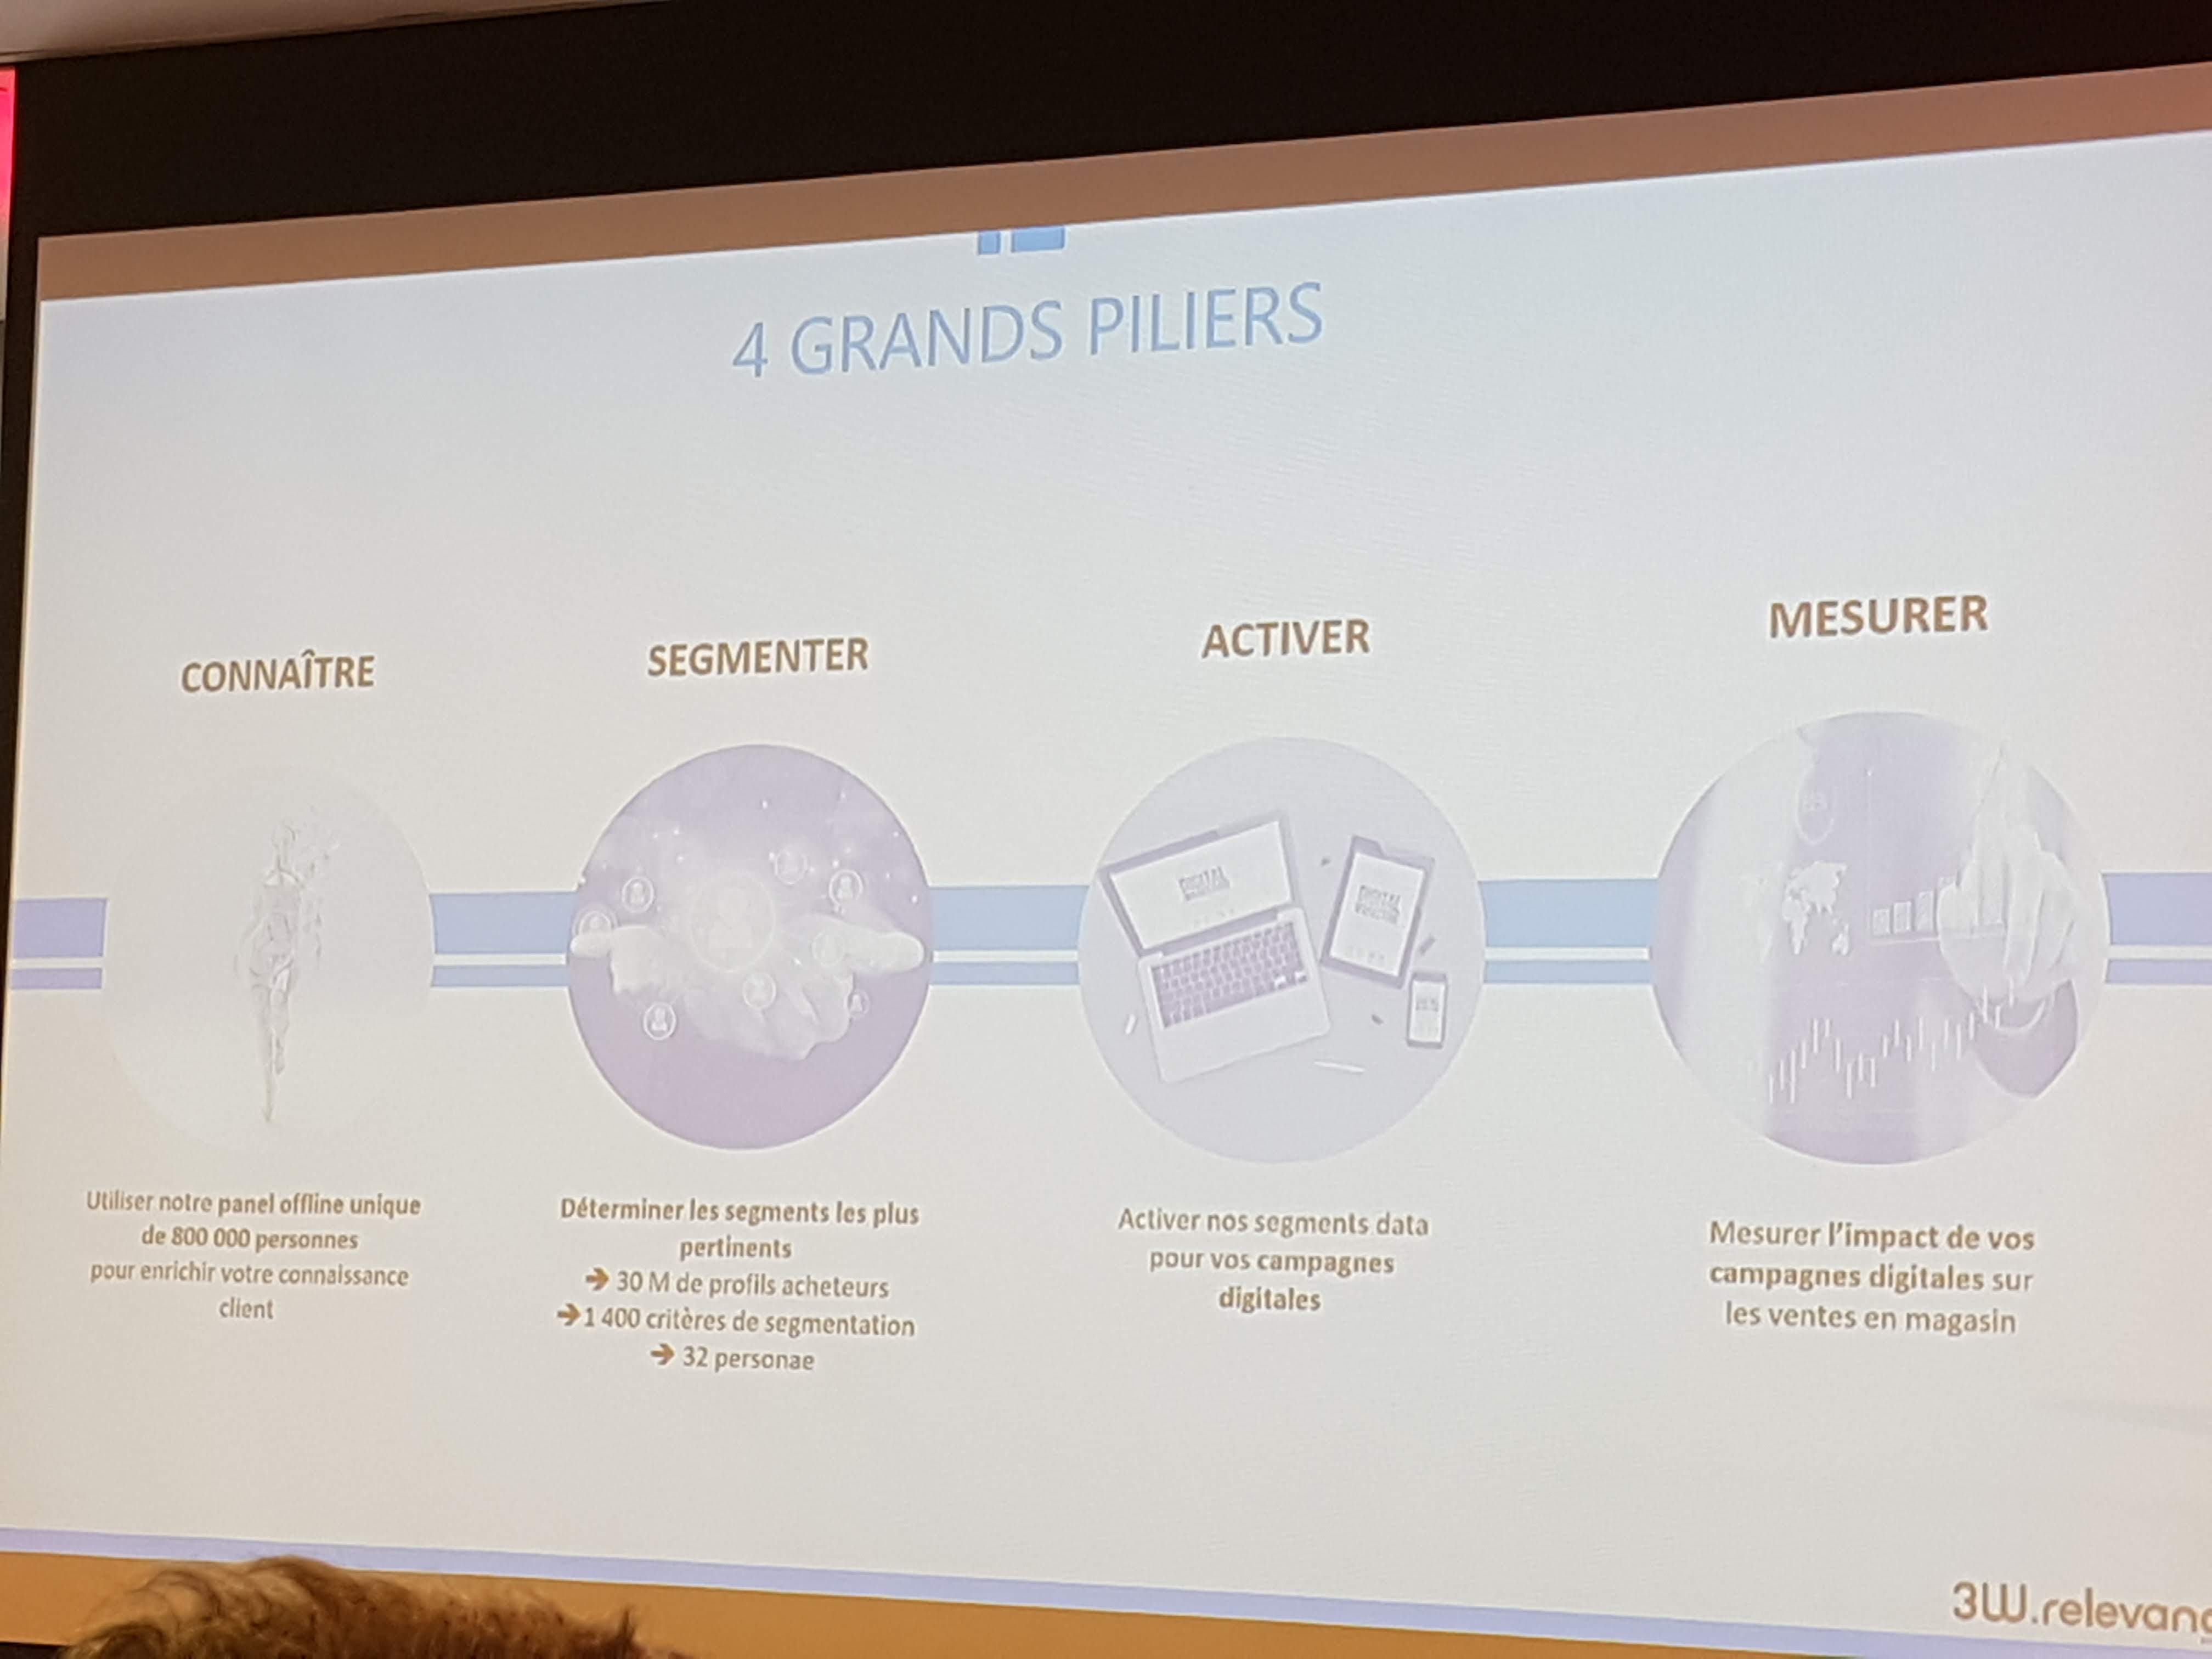 4 GRANDS PILIERS
CONNAÎTRE
Utiliser notre panel offline unique
de 800 000 personnes
pour enrichir votre connaissance
client
SEGMENTER
Déterminer les segments les plus
pertinents
➔ 30 M de profils acheteurs
➔ 1 400 critères de segmentation
➔ 32 personae
ACTIVER
DIGITAL
DIGITAL
Activer nos segments data
pour vos campagnes
digitales
MESURER
Mesurer l'impact de vos
campagnes digitales sur
les ventes en magasin
3W.relevanc